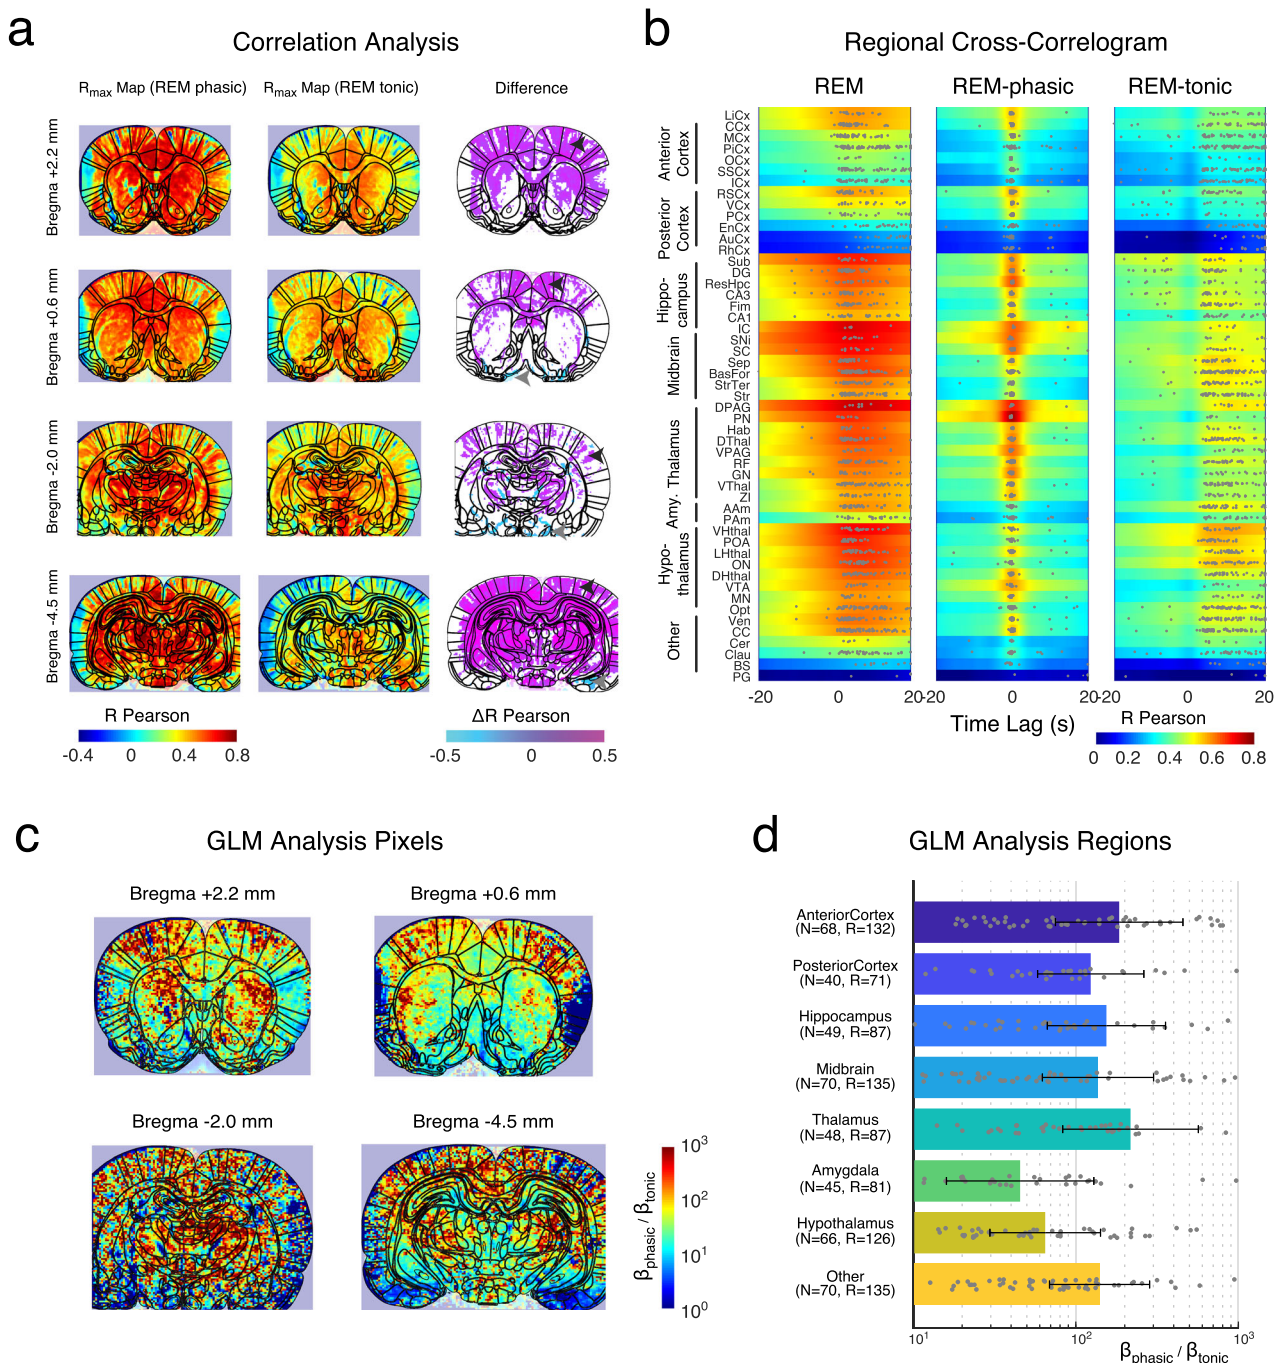 a
Correlation Analysis
Rmax Map (REM phasic)
Rmax Map (REM tonic)
Difference
Bregma +2.2 mm
Bregma +0.6 mm
Bregma -2.0 mm
Bregma -4.5 mm
R Pearson
-0.4 0 0.4 0.8
ΔR Pearson
-0.5 0 0.5
b
Regional Cross-Correlogram
REM
REM-phasic
REM-tonic
Anterior Cortex
Posterior Cortex
Hippo-campus
Midbrain
Thalamus
Amy.
Hypo-thalamus
Other
LiCx
CCx
MCx
PiCx
OCx
SSCx
ICx
RSCx
VCx
PCx
EnCx
AuCx
RhCx
Sub
DG
ResHpc
CA3
Fim
CA1
IC
SNi
SC
Sep
BasFor
StrTer
Str
DPAG
PN
Hab
DThal
VPAG
RF
GN
VThal
ZI
AAm
PAm
VHthal
POA
LHthal
ON
DHthal
VTA
MN
Opt
Ven
CC
Cer
Clau
BS
PG
-20 0 20
-20 0 20
-20 0 20
Time Lag (s)
R Pearson
0 0.2 0.4 0.6 0.8
c
GLM Analysis Pixels
Bregma +2.2 mm
Bregma +0.6 mm
Bregma -2.0 mm
Bregma -4.5 mm
10³
10²
10¹
10⁰
βphasic / βtonic
d
GLM Analysis Regions
AnteriorCortex
(N=68, R=132)
PosteriorCortex
(N=40, R=71)
Hippocampus
(N=49, R=87)
Midbrain
(N=70, R=135)
Thalamus
(N=48, R=87)
Amygdala
(N=45, R=81)
Hypothalamus
(N=66, R=126)
Other
(N=70, R=135)
10¹ 10² 10³
βphasic / βtonic